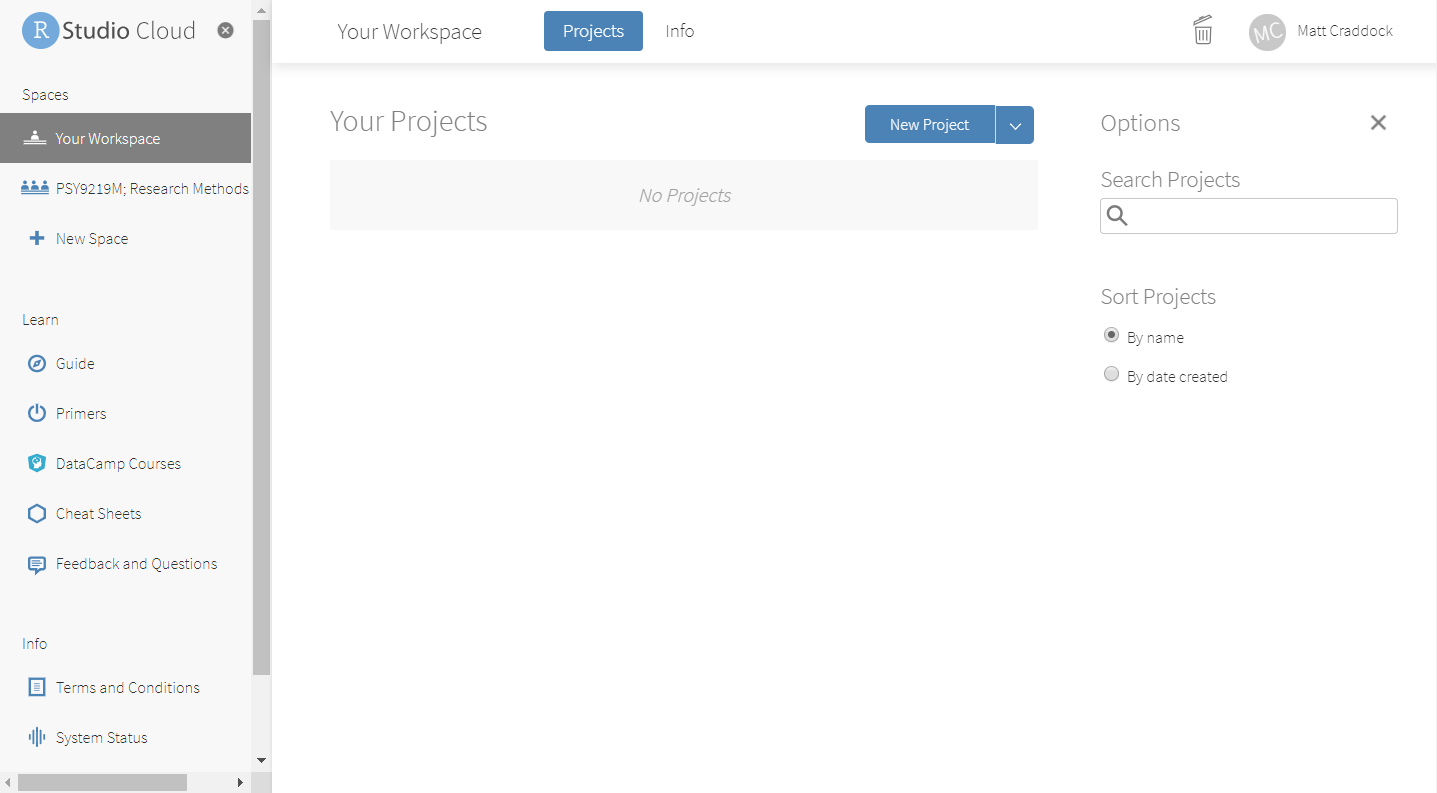 R Studio Cloud
Spaces
Your Workspace
PSY9219M; Research Methods
New Space
Learn
Guide
Primers
DataCamp Courses
Cheat Sheets
Feedback and Questions
Info
Terms and Conditions
System Status
Your Workspace
Projects
Info
MC
Matt Craddock
Your Projects
New Project
No Projects
Options
Search Projects
Sort Projects
By name
By date created